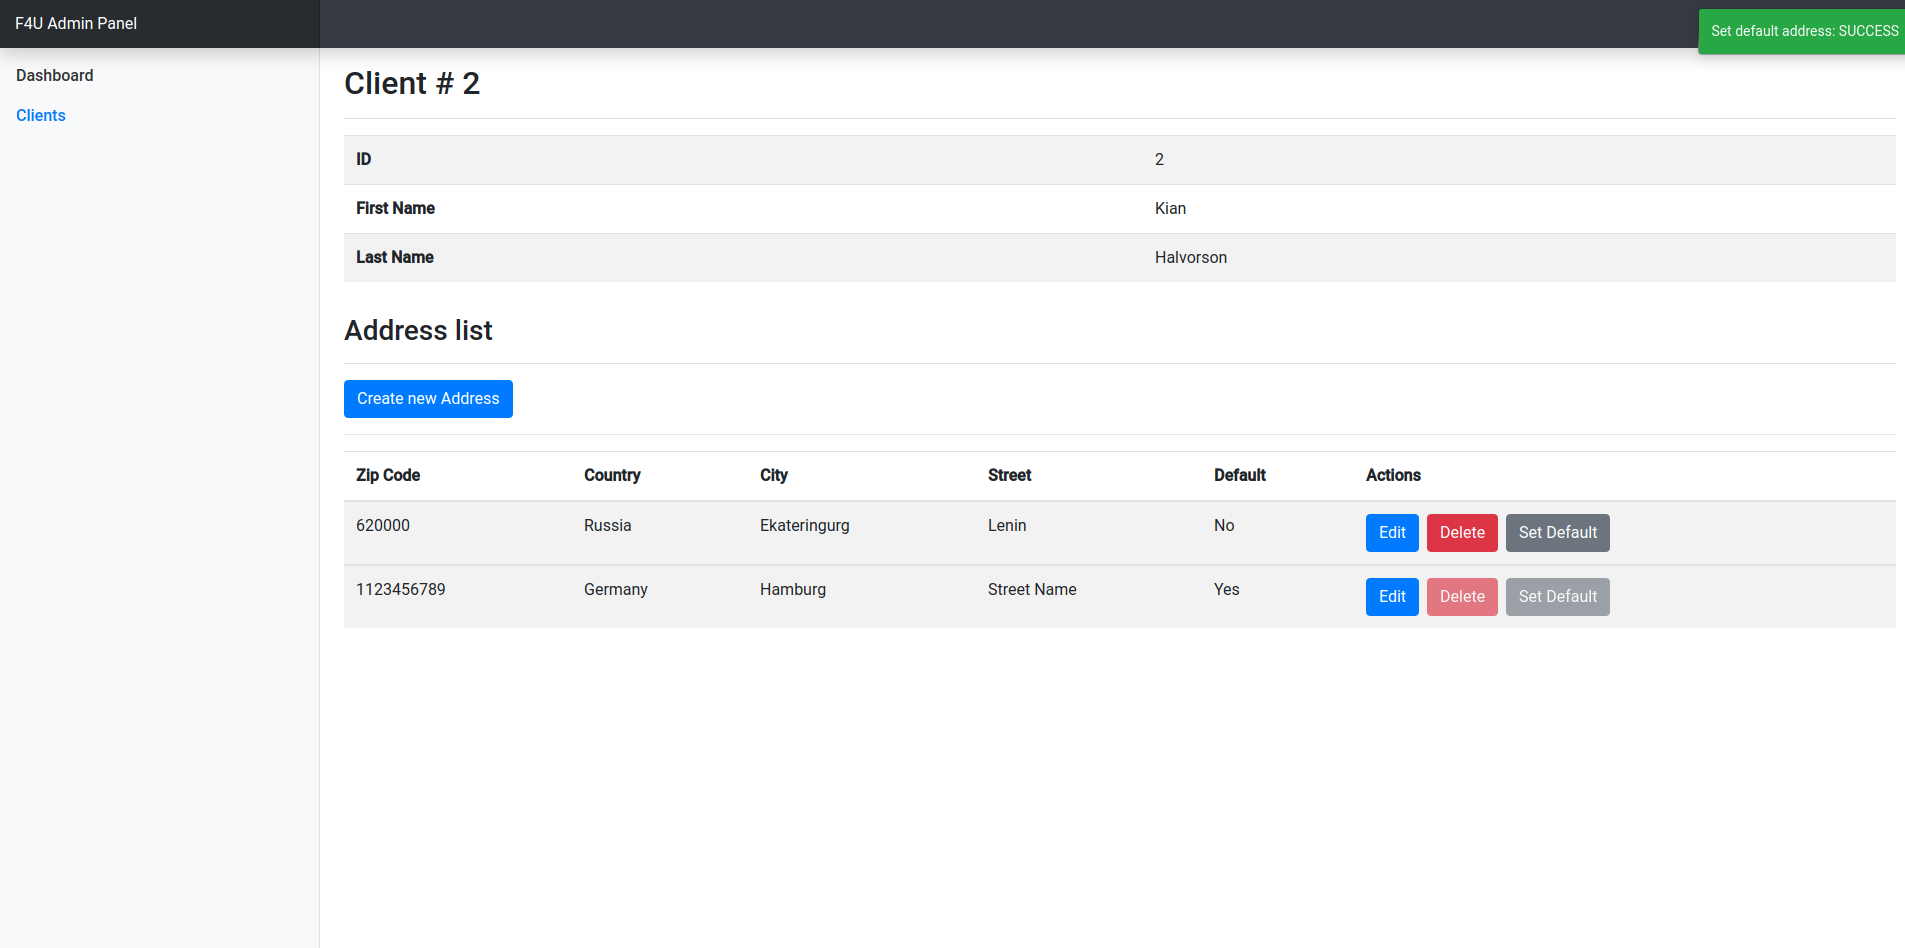 F4U Admin Panel
Set default address: SUCCESS
Dashboard
Clients
Client # 2
ID 2
First Name Kian
Last Name Halvorson
Address list
Create new Address
Zip Code Country City Street Default Actions
620000 Russia Ekateringurg Lenin No Edit Delete Set Default
1123456789 Germany Hamburg Street Name Yes Edit Delete Set Default